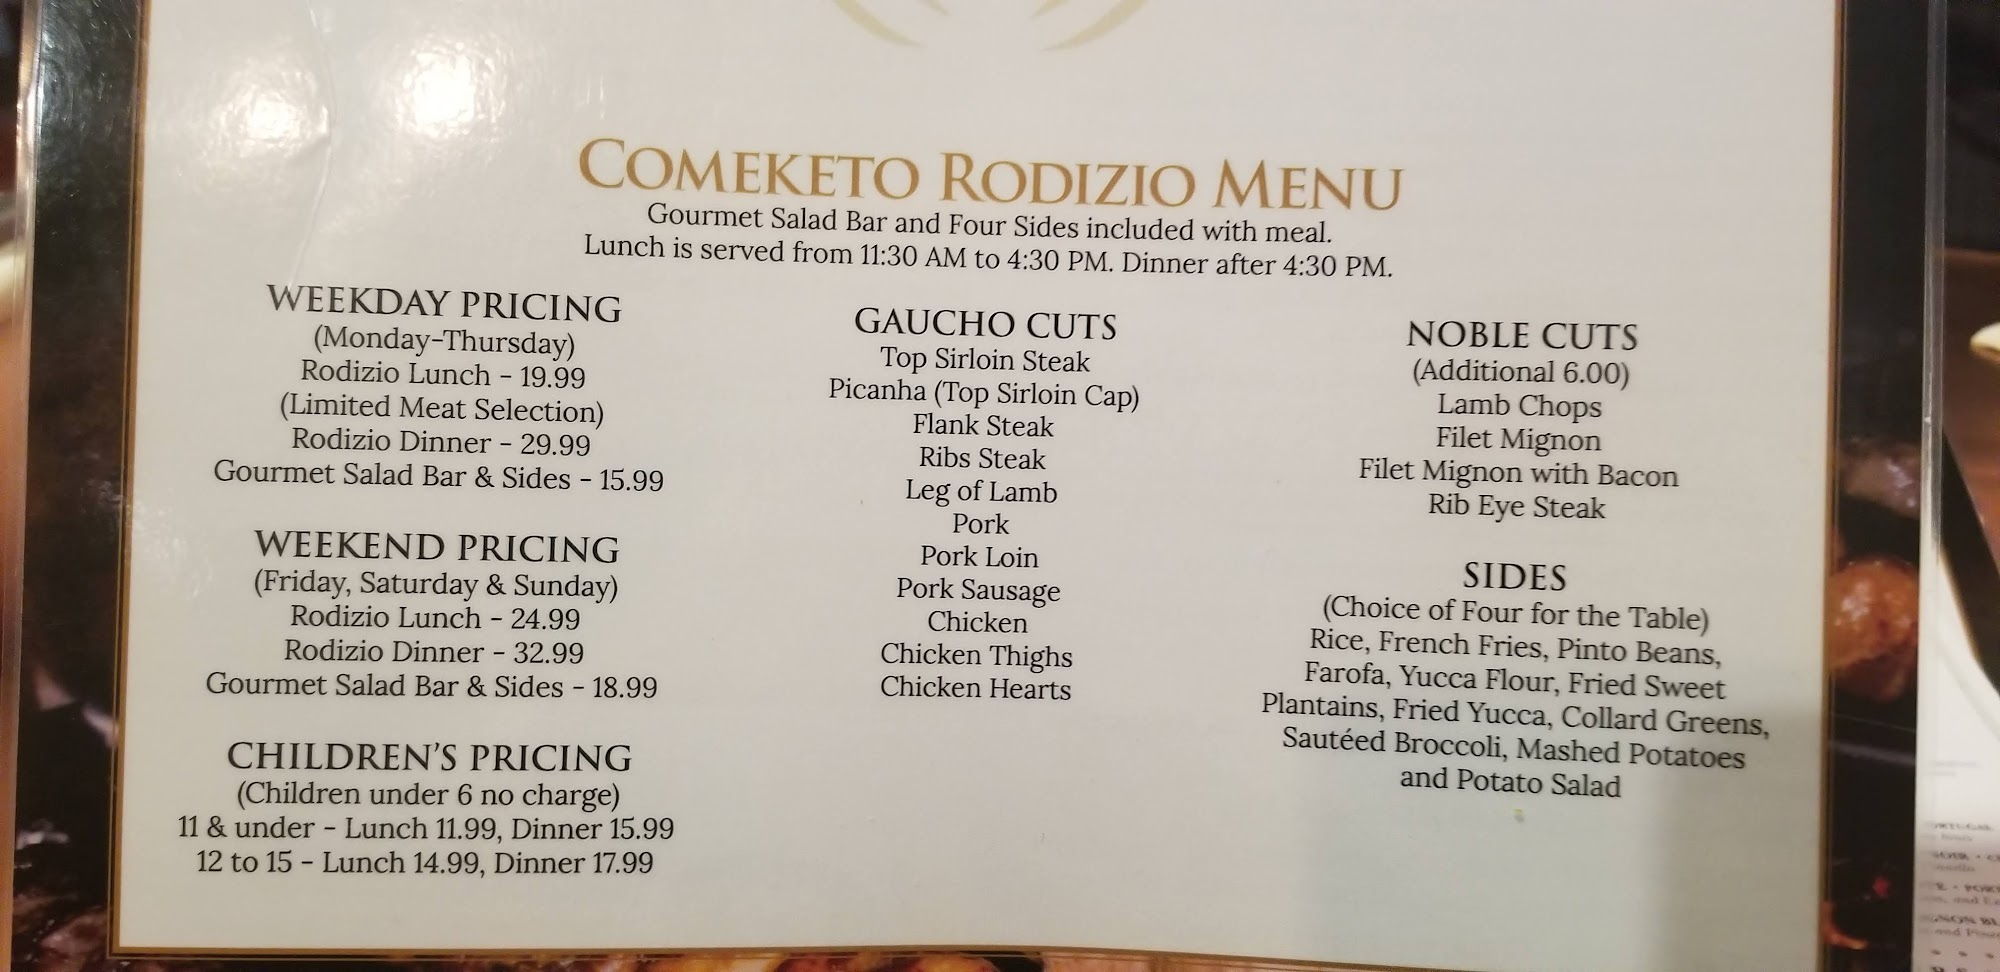 COMEKETO RODIZIO MENU
Gourmet Salad Bar and Four Sides included with meal.
Lunch is served from 11:30 AM to 4:30 PM. Dinner after 4:30 PM.
WEEKDAY PRICING
(Monday-Thursday)
Rodizio Lunch - 19.99
(Limited Meat Selection)
Rodizio Dinner - 29.99
Gourmet Salad Bar & Sides - 15.99
WEEKEND PRICING
(Friday, Saturday & Sunday)
Rodizio Lunch - 24.99
Rodizio Dinner - 32.99
Gourmet Salad Bar & Sides - 18.99
CHILDREN'S PRICING
(Children under 6 no charge)
11 & under - Lunch 11.99, Dinner 15.99
12 to 15 - Lunch 14.99, Dinner 17.99
GAUCHO CUTS
Top Sirloin Steak
Picanha (Top Sirloin Cap)
Flank Steak
Ribs Steak
Leg of Lamb
Pork
Pork Loin
Pork Sausage
Chicken
Chicken Thighs
Chicken Hearts
NOBLE CUTS
(Additional 6.00)
Lamb Chops
Filet Mignon
Filet Mignon with Bacon
Rib Eye Steak
SIDES
(Choice of Four for the Table)
Rice, French Fries, Pinto Beans,
Farofa, Yucca Flour, Fried Sweet
Plantains, Fried Yucca, Collard Greens,
Sautéed Broccoli, Mashed Potatoes
and Potato Salad